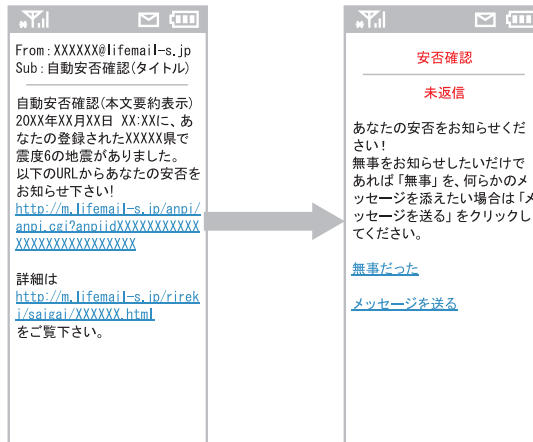 From:XXXXXX@lifemail-s.jp
Sub:自動安否確認(タイトル)
自動安否確認(本文要約表示)
20XX年XX月XX日 XX:XXに、あ
なたの登録されたXXXXX県で
震度6の地震がありました。
以下のURLからあなたの安否を
お知らせ下さい!
http://m.lifemail-s.jp/anpi/
anpi.cgi?anpiidXXXXXXXXXXX
XXXXXXXXXXXXXXXX
詳細は
http://m.lifemail-s.jp/rirek
i/saigai/XXXXXX.html
をご覧下さい。
安否確認
未返信
あなたの安否をお知らせくだ
さい!
無事をお知らせしたいだけで
あれば「無事」を、何らかのメ
ッセージを添えたい場合は「メ
ッセージを送る」をクリックし
てください。
無事だった
メッセージを送る